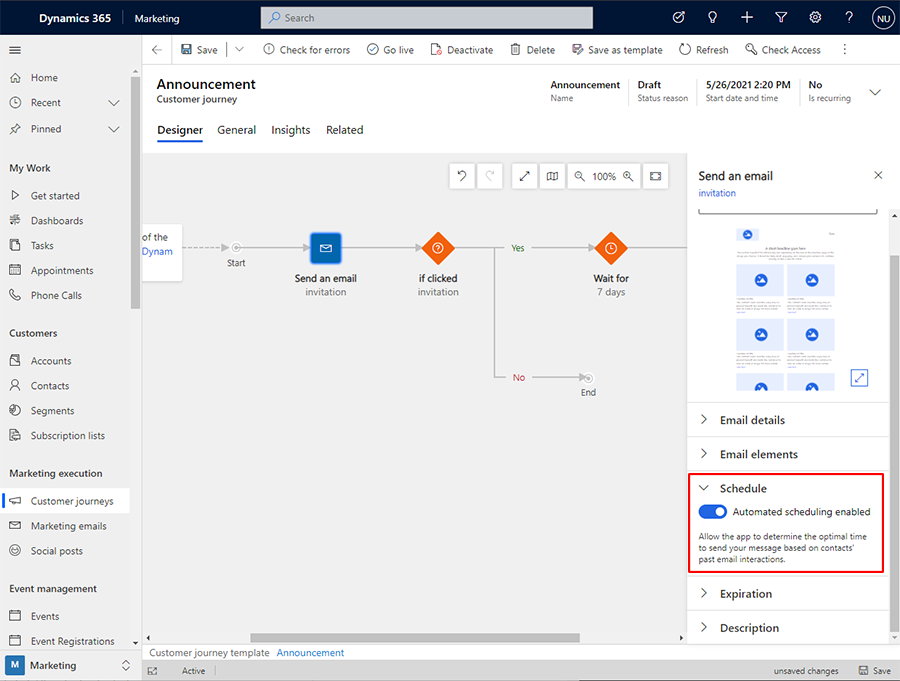 Dynamics 365
Marketing
Search
NU
Save
Check for errors
Go live
Deactivate
Delete
Save as template
Refresh
Check Access
Home
Recent
Pinned
My Work
Get started
Dashboards
Tasks
Appointments
Phone Calls
Customers
Accounts
Contacts
Segments
Subscription lists
Marketing execution
Customer journeys
Marketing emails
Social posts
Event management
Events
Event Registrations
M
Marketing
Announcement
Customer journey
Announcement
Name
Draft
Status reason
5/26/2021 2:20 PM
Start date and time
No
Is recurring
Designer
General
Insights
Related
100%
of the
Dynam
Start
Send an email
invitation
if clicked
invitation
Yes
Wait for
7 days
No
End
Send an email
invitation
Email details
Email elements
Schedule
Automated scheduling enabled
Allow the app to determine the optimal time
to send your message based on contacts'
past email interactions.
Expiration
Description
Customer journey template Announcement
Active
unsaved changes
Save